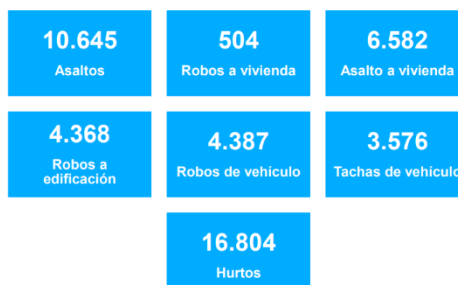 10.645
Asaltos
504
Robos a vivienda
6.582
Asalto a vivienda
4.368
Robos a
edificación
4.387
Robos de vehículo
3.576
Tachas de vehículo
16.804
Hurtos